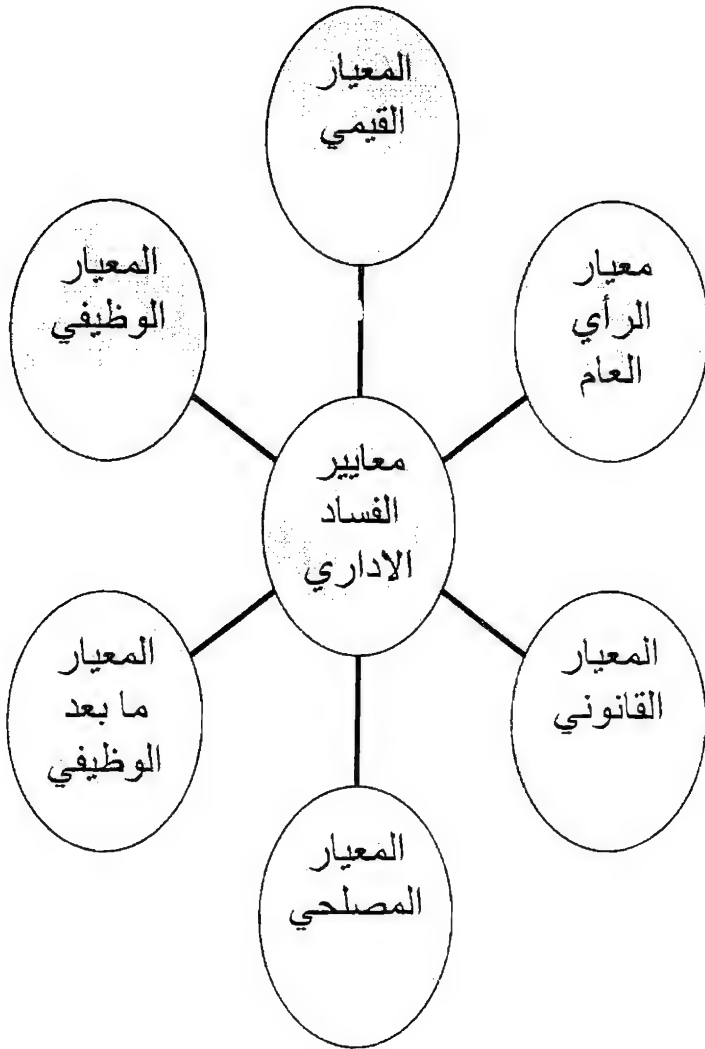 المعيار
القيمي
معيار
الرأي
العام
المعيار
الوظيفي
معايير
الفساد
الاداري
المعيار
القانوني
المعيار
ما بعد
الوظيفي
المعيار
المصلحي